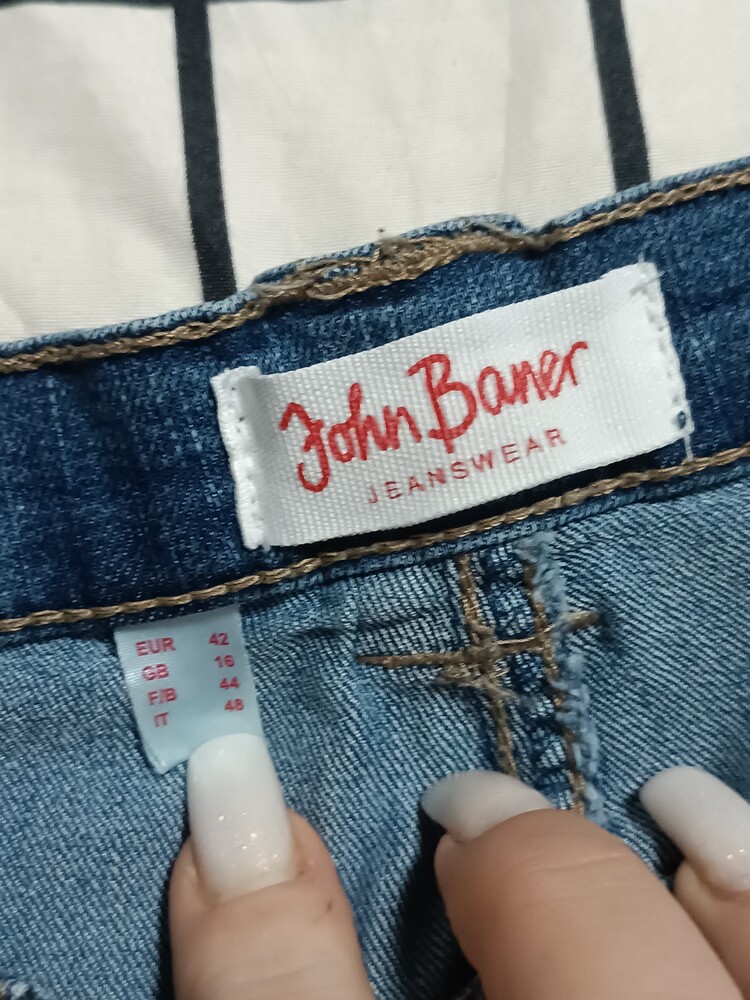 John Baner
JEANSWEAR
EUR 42
GB 16
F/B 44
IT 48